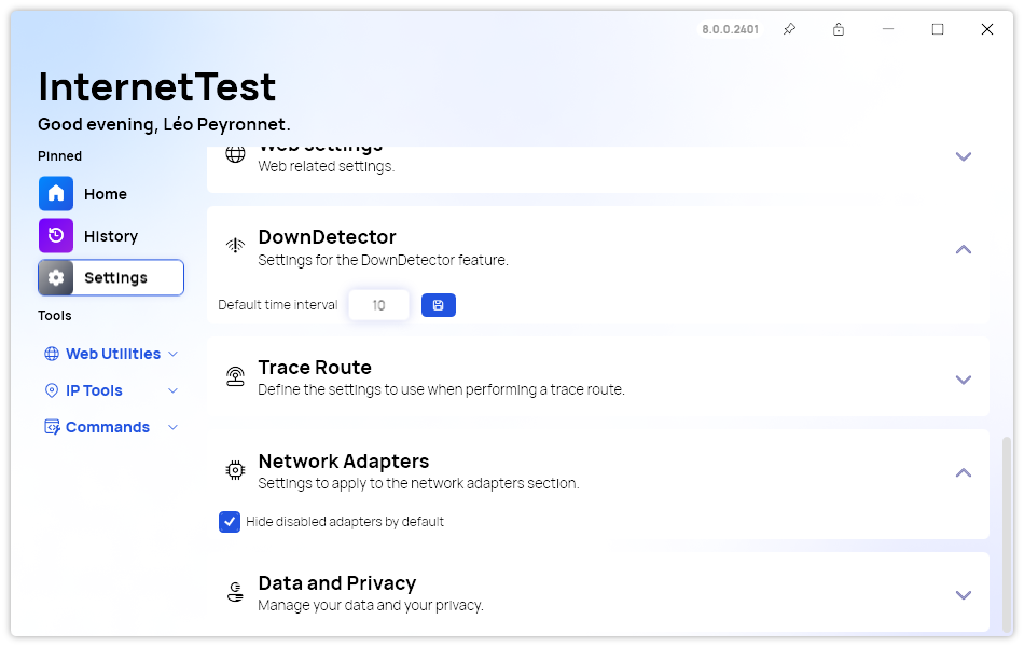 8.0.0.2401
InternetTest
Good evening, Léo Peyronnet.
Pinned
Home
History
Settings
Tools
Web Utilities
IP Tools
Commands
Web settings
Web related settings.
DownDetector
Settings for the DownDetector feature.
Default time interval 10
Trace Route
Define the settings to use when performing a trace route.
Network Adapters
Settings to apply to the network adapters section.
Hide disabled adapters by default
Data and Privacy
Manage your data and your privacy.